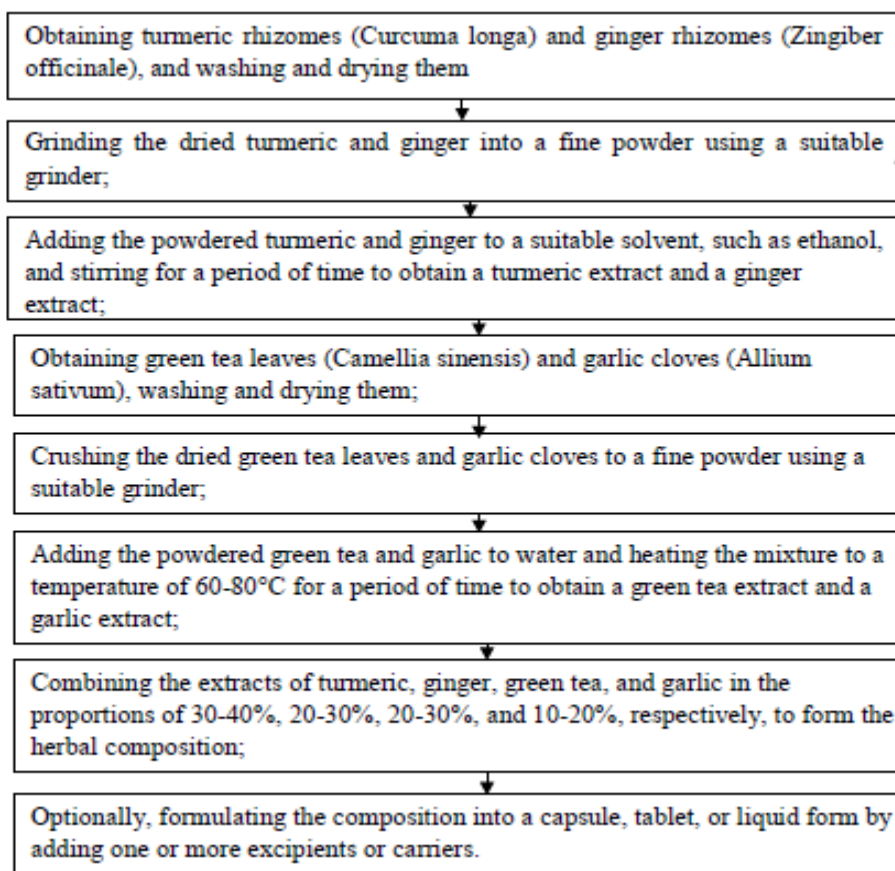 Obtaining turmeric rhizomes (Curcuma longa) and ginger rhizomes (Zingiber
officinale), and washing and drying them
Grinding the dried turmeric and ginger into a fine powder using a suitable
grinder;
Adding the powdered turmeric and ginger to a suitable solvent, such as ethanol,
and stirring for a period of time to obtain a turmeric extract and a ginger
extract;
Obtaining green tea leaves (Camellia sinensis) and garlic cloves (Allium
sativum), washing and drying them;
Crushing the dried green tea leaves and garlic cloves to a fine powder using a
suitable grinder;
Adding the powdered green tea and garlic to water and heating the mixture to a
temperature of 60-80°C for a period of time to obtain a green tea extract and a
garlic extract;
Combining the extracts of turmeric, ginger, green tea, and garlic in the
proportions of 30-40%, 20-30%, 20-30%, and 10-20%, respectively, to form the
herbal composition;
Optionally, formulating the composition into a capsule, tablet, or liquid form by
adding one or more excipients or carriers.